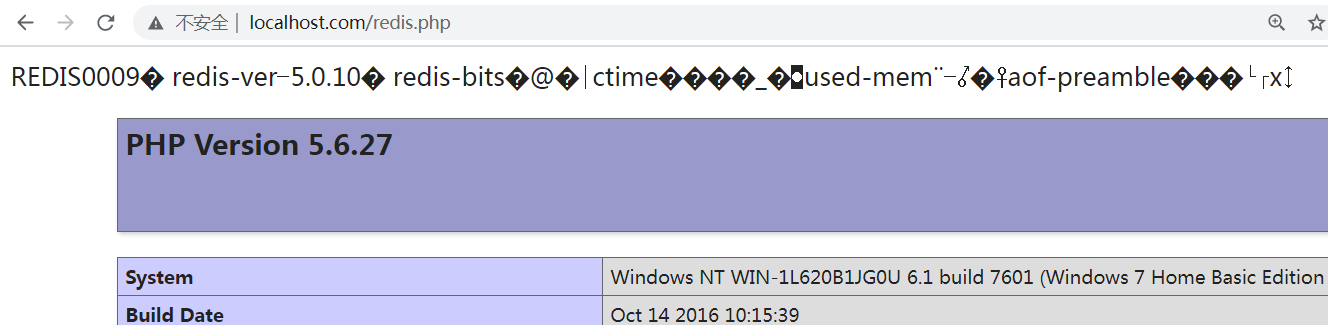 不安全 | localhost.com/redis.php
REDIS0009� redis-ver 5.0.10� redis-bits�@� ctime����_� used-mem¨ � aof-preamble��� x
PHP Version 5.6.27
System Windows NT WIN-1L620B1JG0U 6.1 build 7601 (Windows 7 Home Basic Edition
Build Date Oct 14 2016 10:15:39